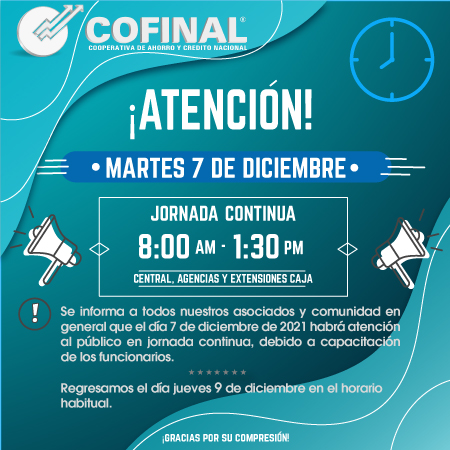 COFINAL®
COOPERATIVA DE AHORRO Y CREDITO NACIONAL
¡ATENCIÓN!
• MARTES 7 DE DICIEMBRE •
JORNADA CONTINUA
8:00 AM - 1:30 PM
CENTRAL, AGENCIAS Y EXTENSIONES CAJA
! Se informa a todos nuestros asociados y comunidad en
general que el día 7 de diciembre de 2021 habrá atención
al público en jornada continua, debido a capacitación
de los funcionarios.
*******
Regresamos el día jueves 9 de diciembre en el horario
habitual.
¡GRACIAS POR SU COMPRESIÓN!